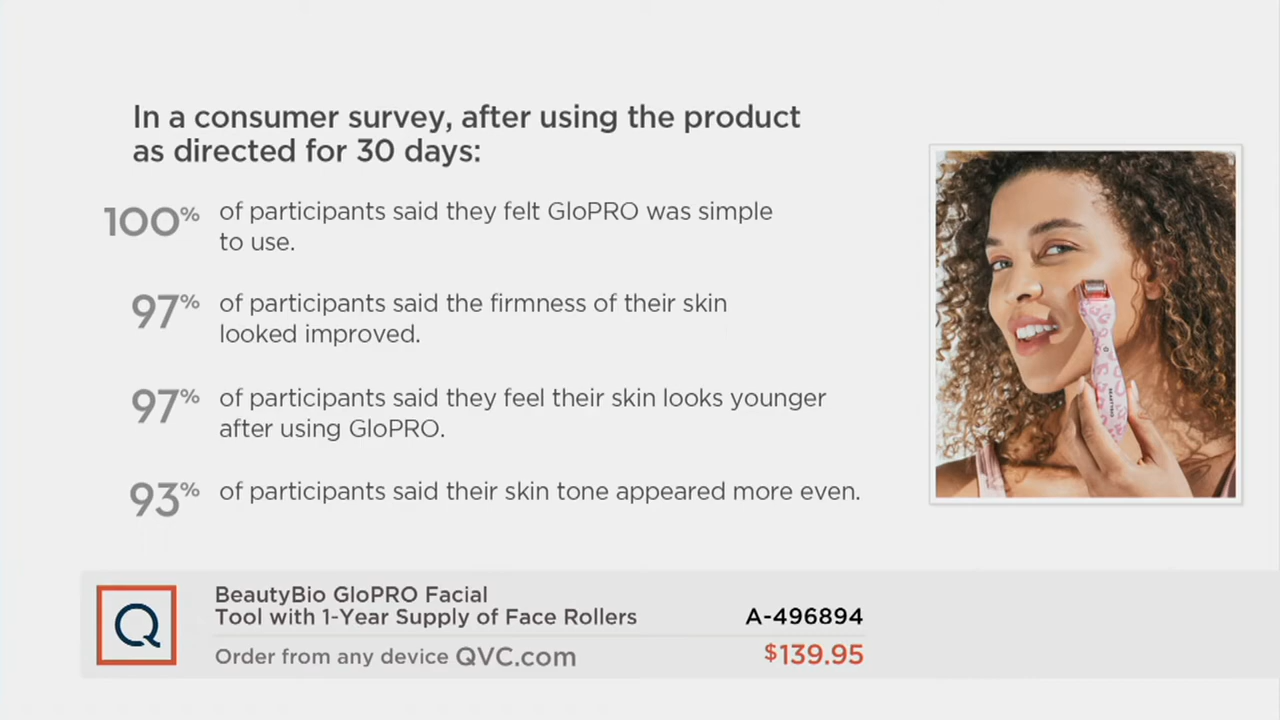 In a consumer survey, after using the product
as directed for 30 days:
100% of participants said they felt GloPRO was simple
to use.
97% of participants said the firmness of their skin
looked improved.
97% of participants said they feel their skin looks younger
after using GloPRO.
93% of participants said their skin tone appeared more even.
Q
BeautyBio GloPRO Facial
Tool with 1-Year Supply of Face Rollers A-496894
Order from any device QVC.com $139.95